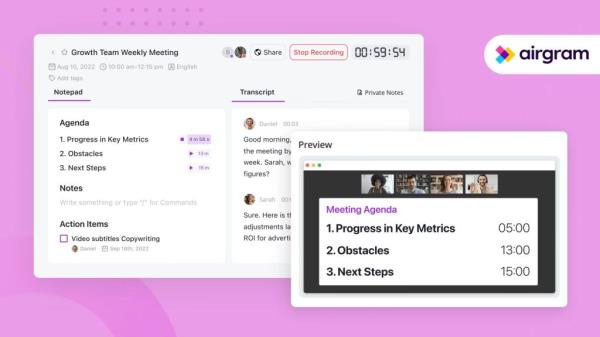 airgram
Growth Team Weekly Meeting
S
Share
Stop Recording
00:59:54
Aug 10, 2022
10:00 am-12:15 pm
English
Add tags
Notepad
Transcript
Private Notes
Agenda
1. Progress in Key Metrics
4 m 58 s
2. Obstacles
13 m
3. Next Steps
15 m
Notes
Write something or type "/" for Commands
Action Items
Video subtitles Copywriting
Daniel
Sep 16th, 2022
Daniel 00:03
Good morning,
the meeting by
week. Sarah, w
figures?
Sarah 00:
Sure. Here is th
adjustments la
ROI for adverti
Preview
Meeting Agenda
1. Progress in Key Metrics 05:00
2. Obstacles 13:00
3. Next Steps 15:00